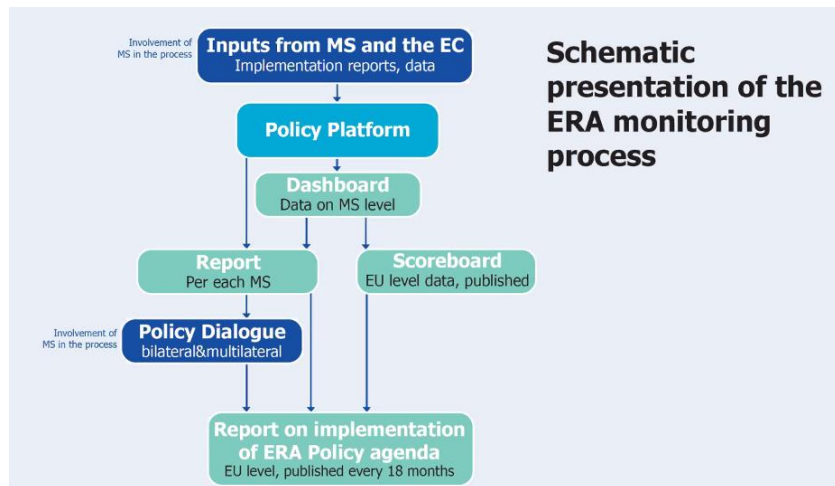 Involvement of
MS in the process
Inputs from MS and the EC
Implementation reports, data
Schematic
presentation of the
ERA monitoring
process
Policy Platform
Dashboard
Data on MS level
Report
Per each MS
Scoreboard
EU level data, published
Involvement of
MS in the process
Policy Dialogue
bilateral&multilateral
Report on implementation
of ERA Policy agenda
EU level, published every 18 months